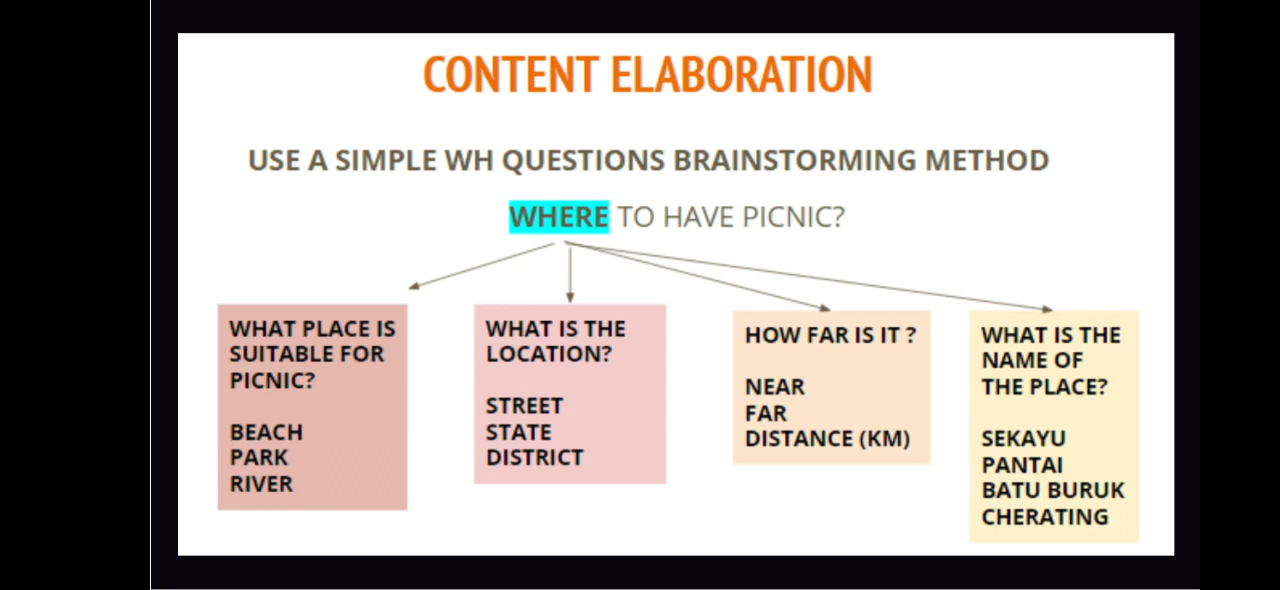 CONTENT ELABORATION
USE A SIMPLE WH QUESTIONS BRAINSTORMING METHOD
WHERE TO HAVE PICNIC?
WHAT PLACE IS
SUITABLE FOR
PICNIC?
BEACH
PARK
RIVER
WHAT IS THE
LOCATION?
STREET
STATE
DISTRICT
HOW FAR IS IT ?
NEAR
FAR
DISTANCE (KM)
WHAT IS THE
NAME OF
THE PLACE?
SEKAYU
PANTAI
BATU BURUK
CHERATING